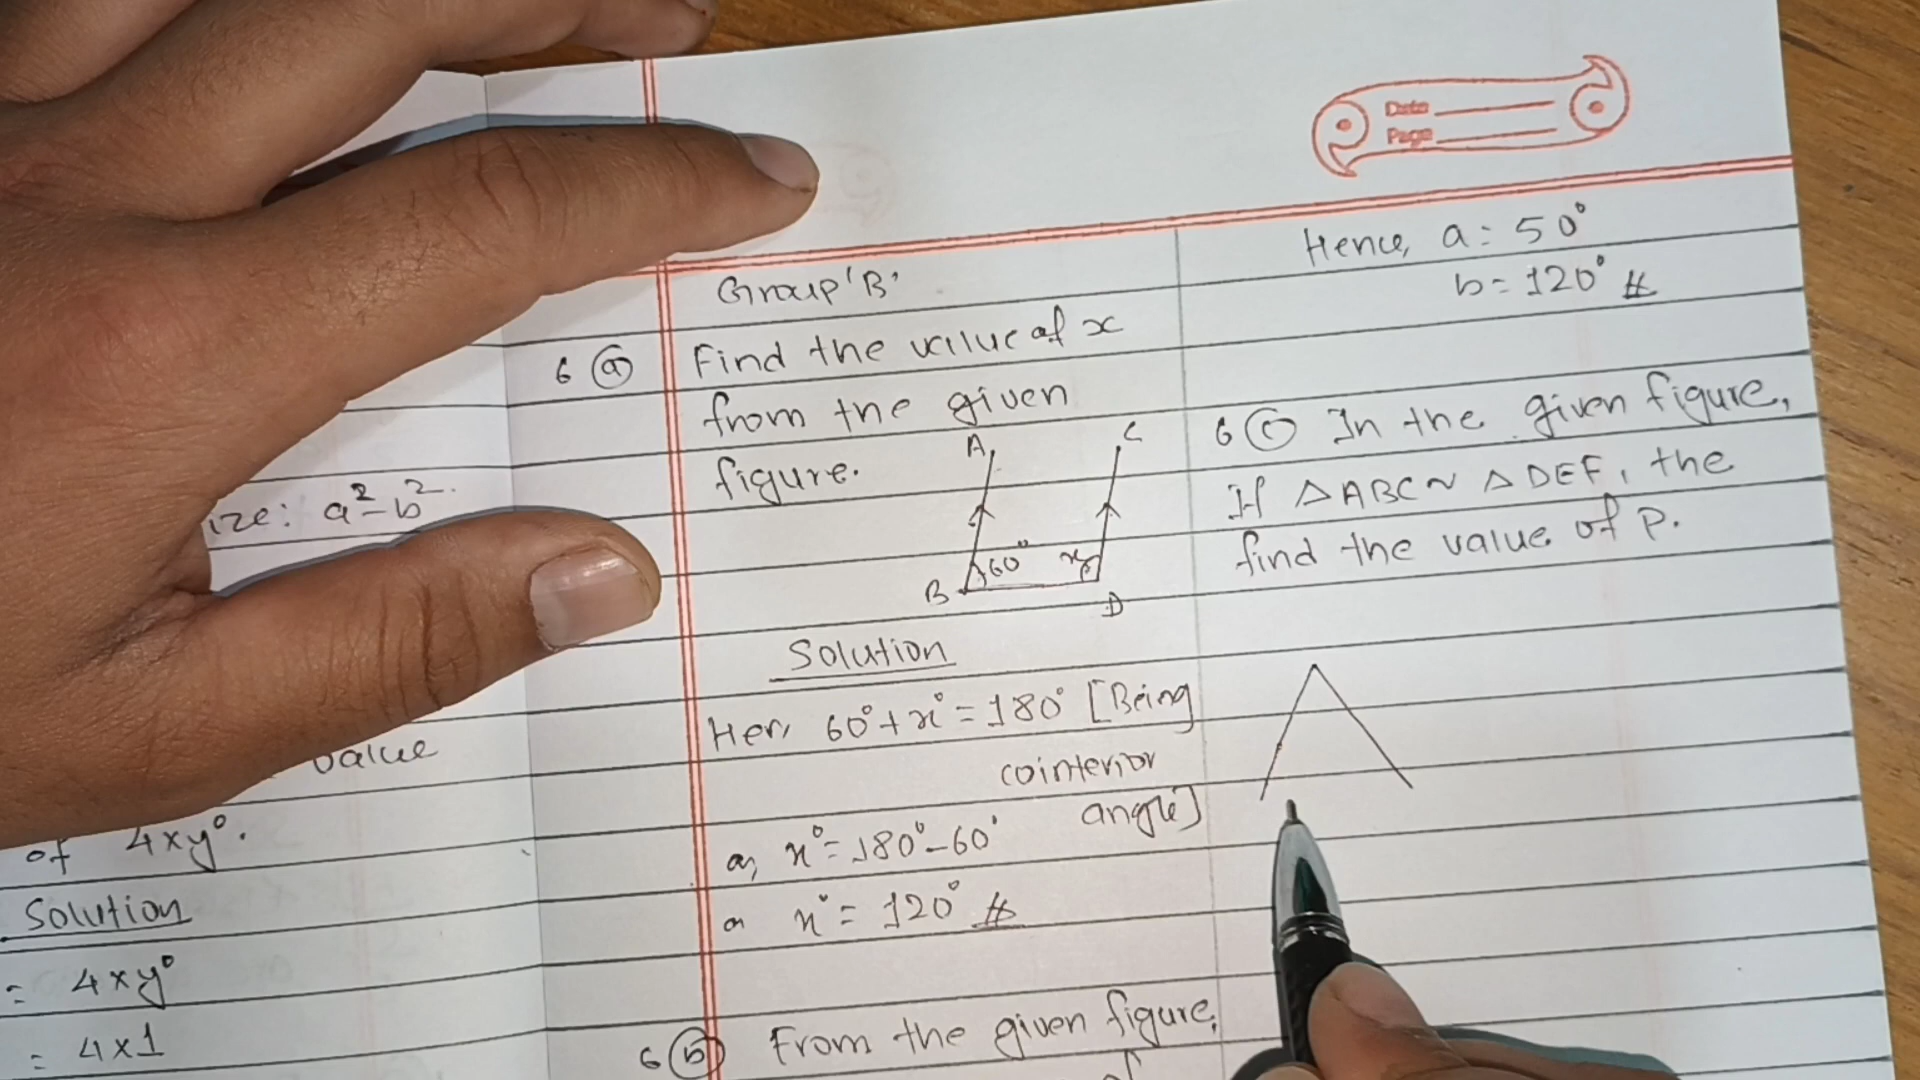 Date
Page
ize: a²-b².
value
of 4xy°.
Solution
= 4xy°
= 4x1
Group 'B'
6 (a) Find the value of x
from the given
figure.
A C
60° x
B D
Solution
Her, 60°+x°=180° [Being
cointerior
angle]
or, x°=180°-60°
or x°= 120° #
6 (b) From the given figure,
Hence, a=50°
b=120° #
6 (c) In the given figure,
If △ABC~ △DEF, the
find the value of P.